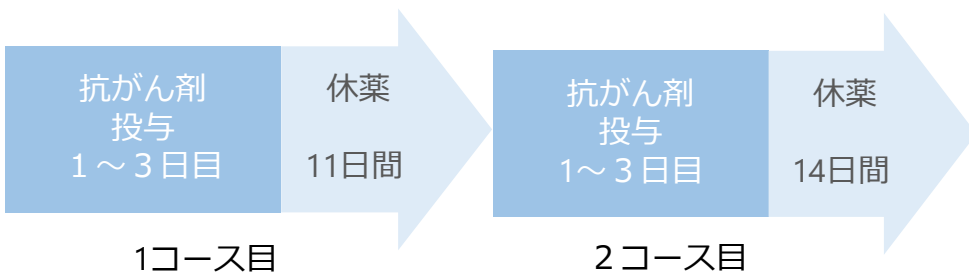 抗がん剤
投与
１～３日目
休薬
11日間
1コース目
抗がん剤
投与
1～３日目
休薬
14日間
２コース目